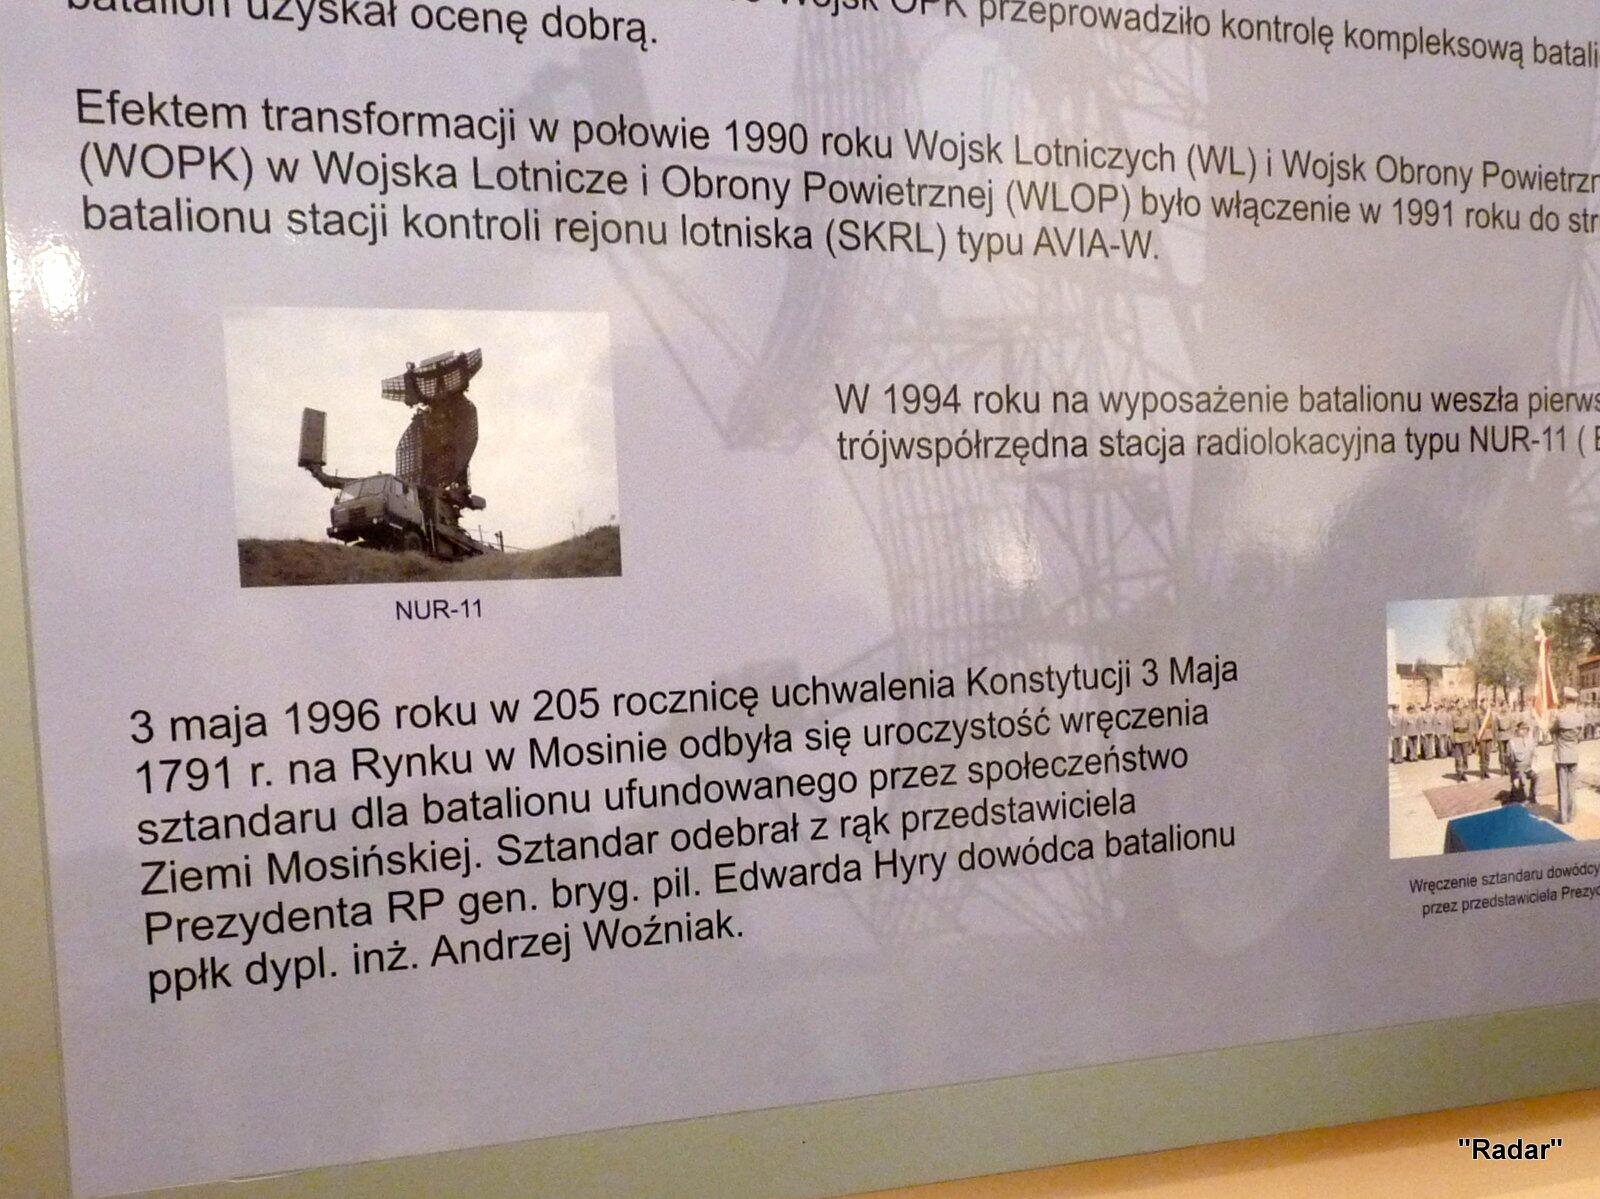 batalion uzyskał ocenę dobrą.
Wojsk OPK przeprowadziło kontrolę kompleksową
Efektem transformacji w połowie 1990 roku Wojsk Lotniczych (WL) i Wojsk Obrony
(WOPK) w Wojska Lotnicze i Obrony Powietrznej (WLOP) było włączenie w 1991 roku do
batalionu stacji kontroli rejonu lotniska (SKRL) typu AVIA-W.
W 1994 roku na wyposażenie batalionu weszła
trójwspółrzędna stacja radiolokacyjna typu NUR-11 (
NUR-11
3 maja 1996 roku w 205 rocznicę uchwalenia Konstytucji 3 Maja
1791 r. na Rynku w Mosinie odbyła się uroczystość wręczenia
sztandaru dla batalionu ufundowanego przez społeczeństwo
Ziemi Mosińskiej. Sztandar odebrał z rąk przedstawiciela
Prezydenta RP gen. bryg. pil. Edwarda Hyry dowódca batalionu
ppłk dypl. inż. Andrzej Woźniak.
Wręczenie sztandaru dowódcy
przez przedstawiciela
"Radar"